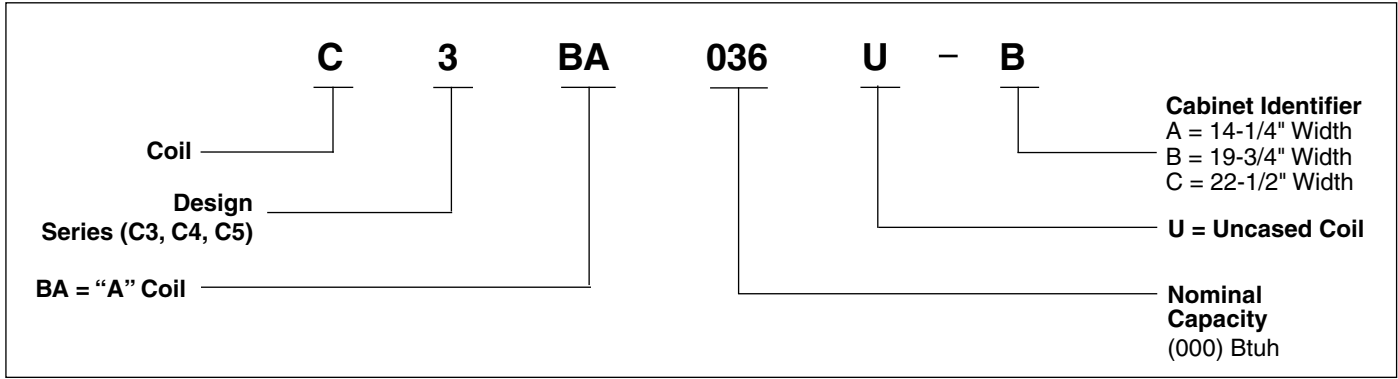 C 3 BA 036 U – B
Coil
Design
Series (C3, C4, C5)
BA = “A” Coil
Cabinet Identifier
A = 14-1/4" Width
B = 19-3/4" Width
C = 22-1/2" Width
U = Uncased Coil
Nominal
Capacity
(000) Btuh